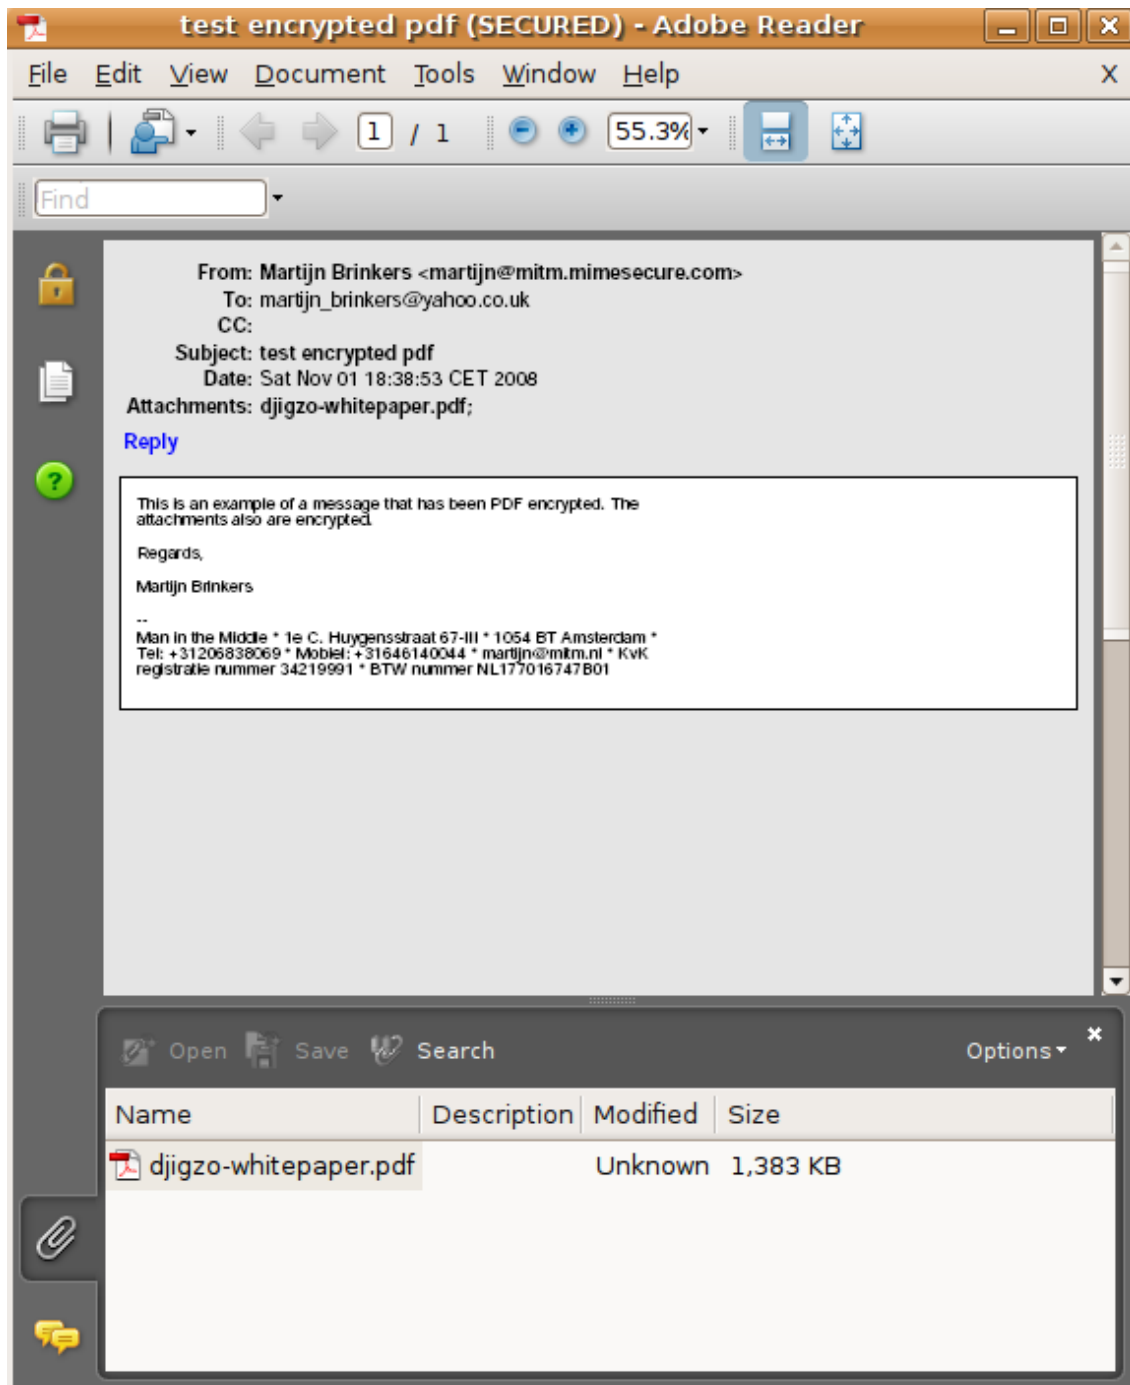 test encrypted pdf (SECURED) - Adobe Reader
File Edit View Document Tools Window Help X
1 / 1 55.3%
Find
From: Martijn Brinkers <martijn@mitm.mimesecure.com>
To: martijn_brinkers@yahoo.co.uk
CC:
Subject: test encrypted pdf
Date: Sat Nov 01 18:38:53 CET 2008
Attachments: djigzo-whitepaper.pdf;
Reply
This is an example of a message that has been PDF encrypted. The
attachments also are encrypted.
Regards,
Martijn Brinkers
--
Man in the Middle * 1e C. Huygensstraat 67-III * 1054 BT Amsterdam *
Tel: +31206838069 * Mobiel: +31646140044 * martijn@mitm.nl * KvK
registratie nummer 34219991 * BTW nummer NL177016747B01
Open Save Search Options
Name Description Modified Size
djigzo-whitepaper.pdf Unknown 1,383 KB